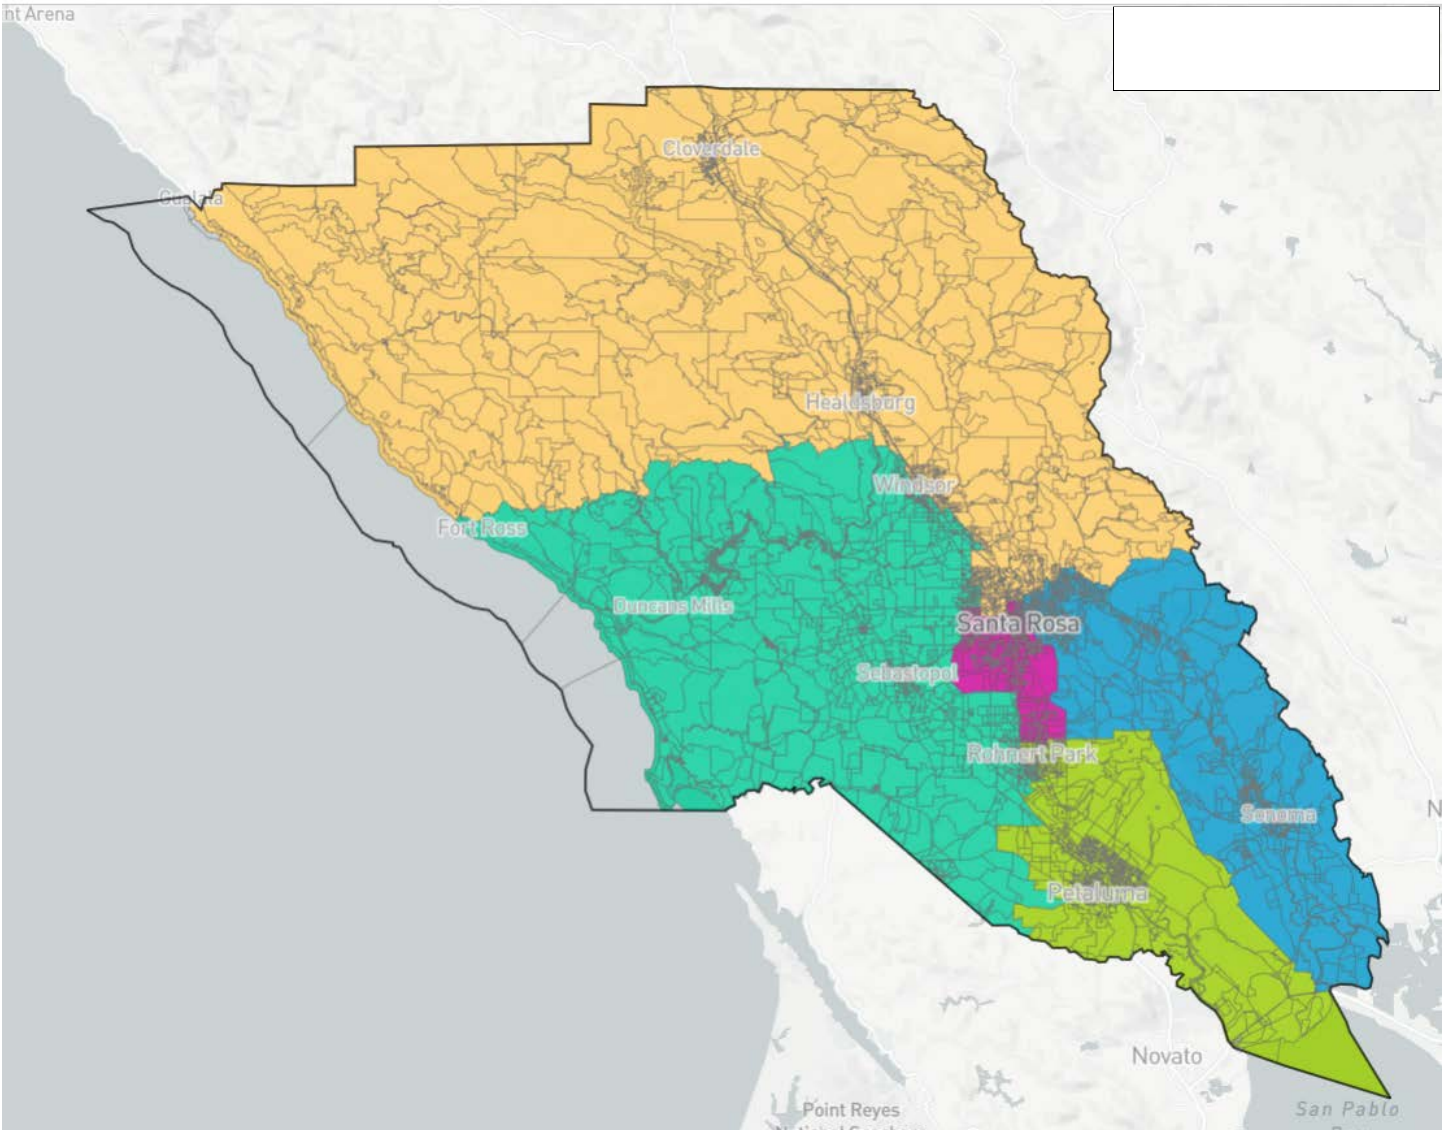 nt Arena
Cloverdale
Gualala
Healdsburg
Windsor
Fort Ross
Duncans Mills
Santa Rosa
Sebastopol
Rohnert Park
N
Sonoma
Petaluma
Novato
Point Reyes
San Pablo